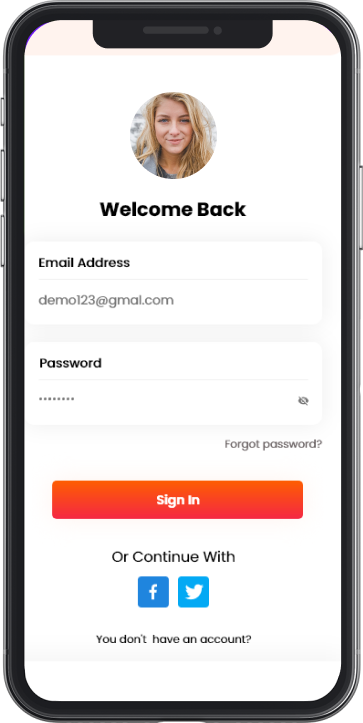 Welcome Back
Email Address
demo123@gmal.com
Password
••••••••
Forgot password?
Sign In
Or Continue With
You don't have an account?